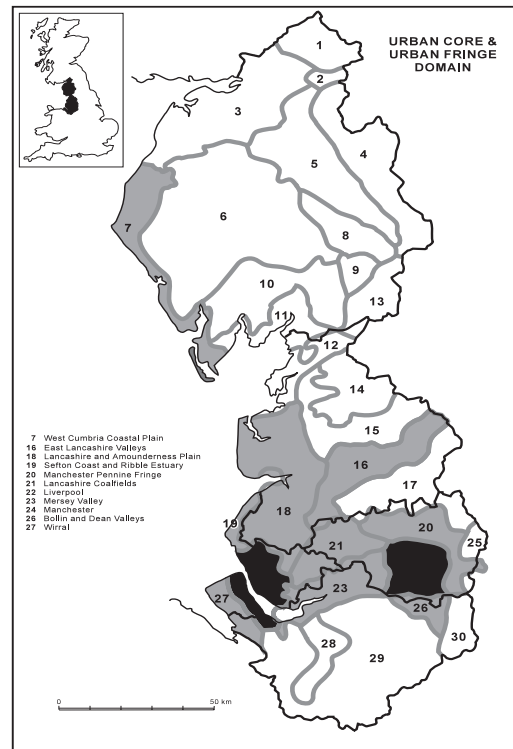 URBAN CORE &
URBAN FRINGE
DOMAIN
1
2
3
4
5
6
7
8
9
10
11
12
13
14
15
16
17
18
19
20
21
23
25
26
27
28
29
30
7 West Cumbria Coastal Plain
16 East Lancashire Valleys
18 Lancashire and Amounderness Plain
19 Sefton Coast and Ribble Estuary
20 Manchester Pennine Fringe
21 Lancashire Coalfields
22 Liverpool
23 Mersey Valley
24 Manchester
26 Bollin and Dean Valleys
27 Wirral
0 50 km